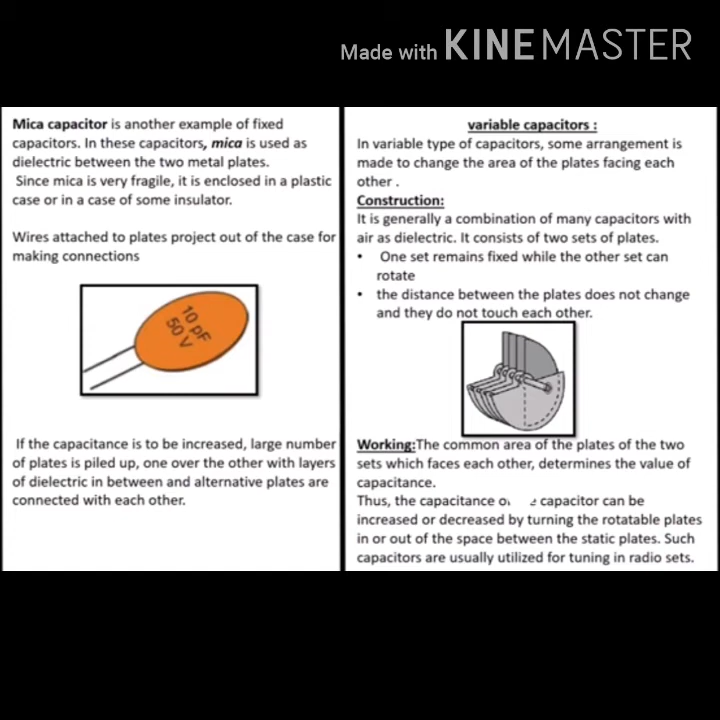 Made with KINEMASTER
Mica capacitor is another example of fixed
capacitors. In these capacitors, mica is used as
dielectric between the two metal plates.
Since mica is very fragile, it is enclosed in a plastic
case or in a case of some insulator.
Wires attached to plates project out of the case for
making connections
10 pF
50 V
If the capacitance is to be increased, large number
of plates is piled up, one over the other with layers
of dielectric in between and alternative plates are
connected with each other.
variable capacitors :
In variable type of capacitors, some arrangement is
made to change the area of the plates facing each
other .
Construction:
It is generally a combination of many capacitors with
air as dielectric. It consists of two sets of plates.
• One set remains fixed while the other set can
rotate
• the distance between the plates does not change
and they do not touch each other.
Working:The common area of the plates of the two
sets which faces each other, determines the value of
capacitance.
Thus, the capacitance capacitor can be
increased or decreased by turning the rotatable plates
in or out of the space between the static plates. Such
capacitors are usually utilized for tuning in radio sets.